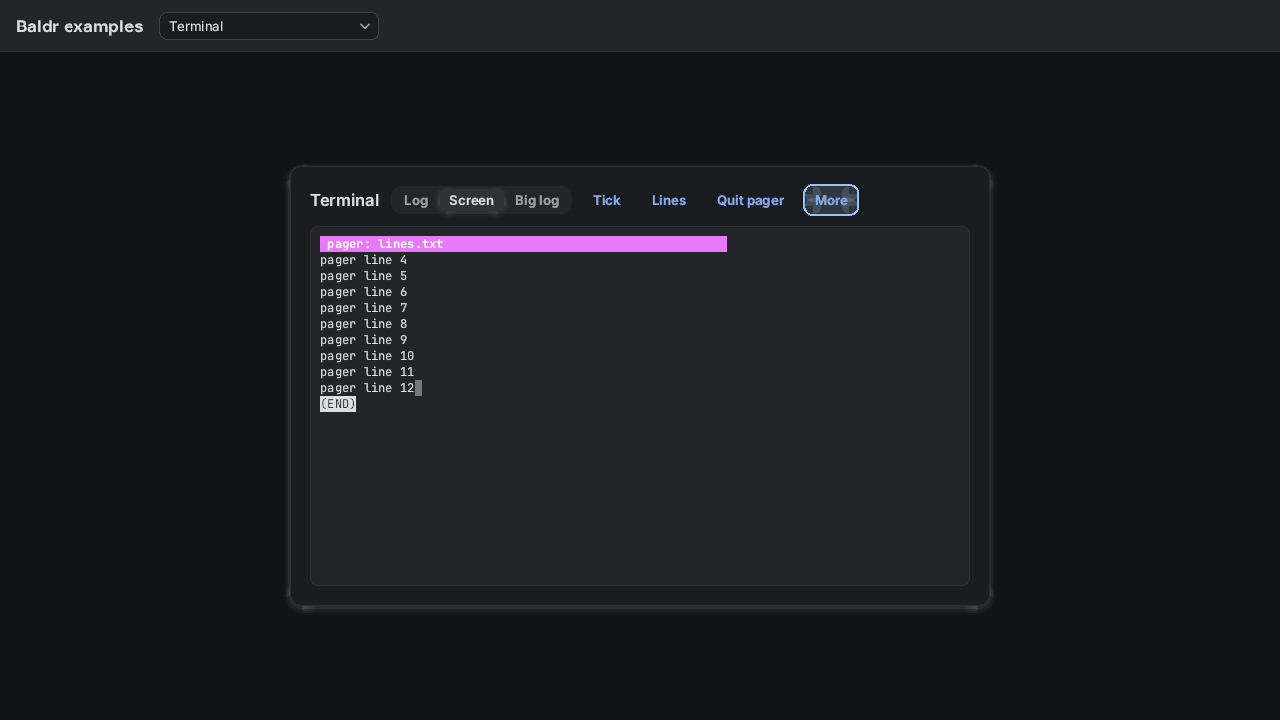 Baldr examples Terminal
Terminal Log Screen Big log Tick Lines Quit pager More
pager: lines.txt
pager line 4
pager line 5
pager line 6
pager line 7
pager line 8
pager line 9
pager line 10
pager line 11
pager line 12
(END)